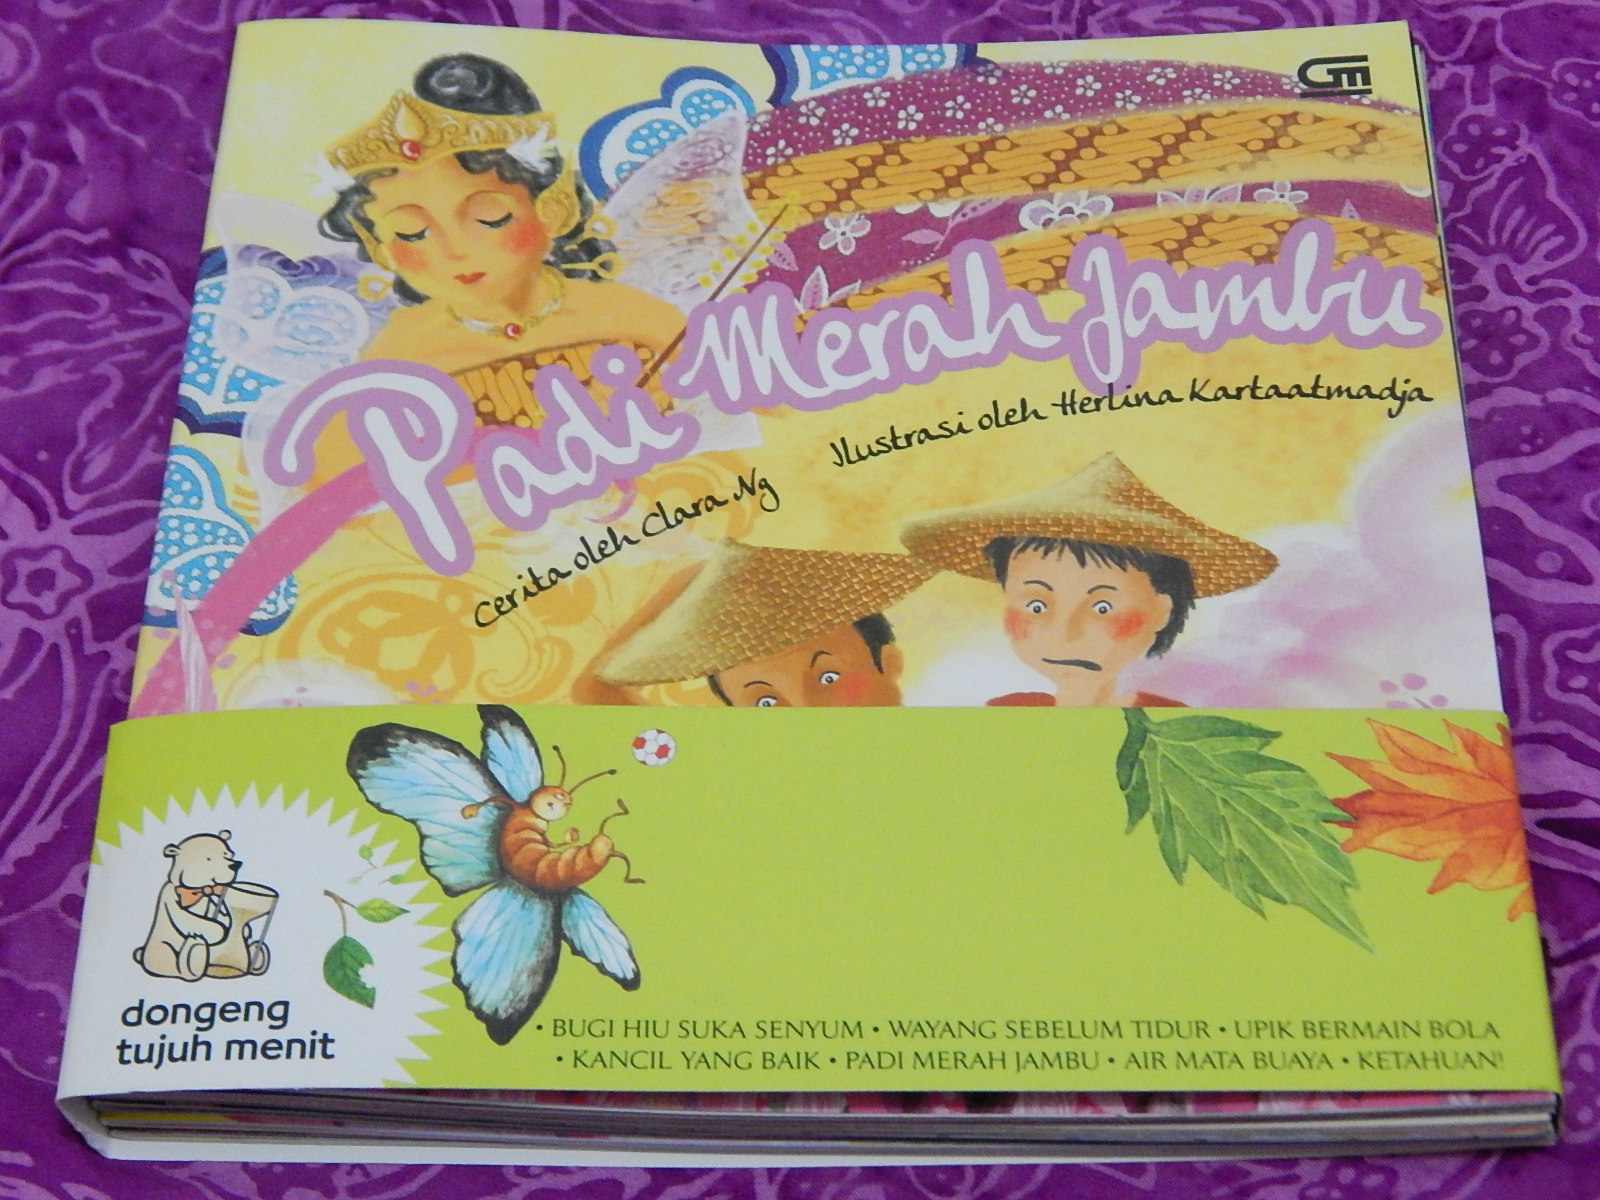 GM
Padi Merah Jambu
cerita oleh Clara Ng
Ilustrasi oleh Herlina Kartaatmadja
dongeng
tujuh menit
• BUGI HIU SUKA SENYUM • WAYANG SEBELUM TIDUR • UPIK BERMAIN BOLA
• KANCIL YANG BAIK • PADI MERAH JAMBU • AIR MATA BUAYA • KETAHUAN!